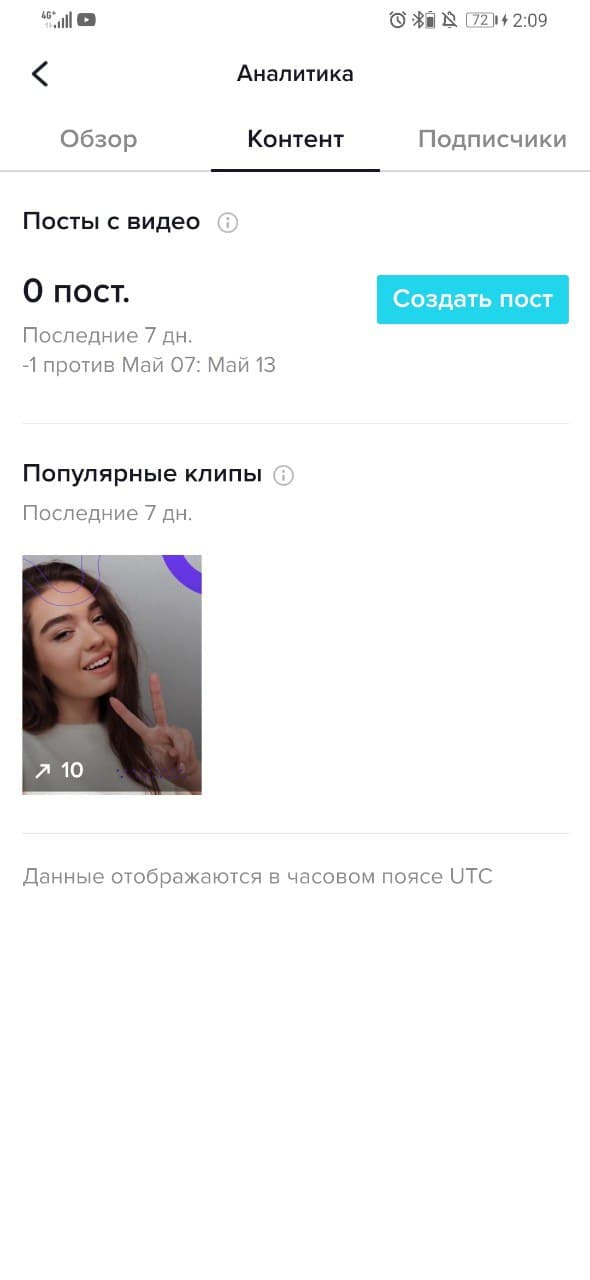 4G+ 72 2:09
Аналитика
Обзор Контент Подписчики
Посты с видео
0 пост.
Создать пост
Последние 7 дн.
-1 против Май 07: Май 13
Популярные клипы
Последние 7 дн.
10
Данные отображаются в часовом поясе UTC